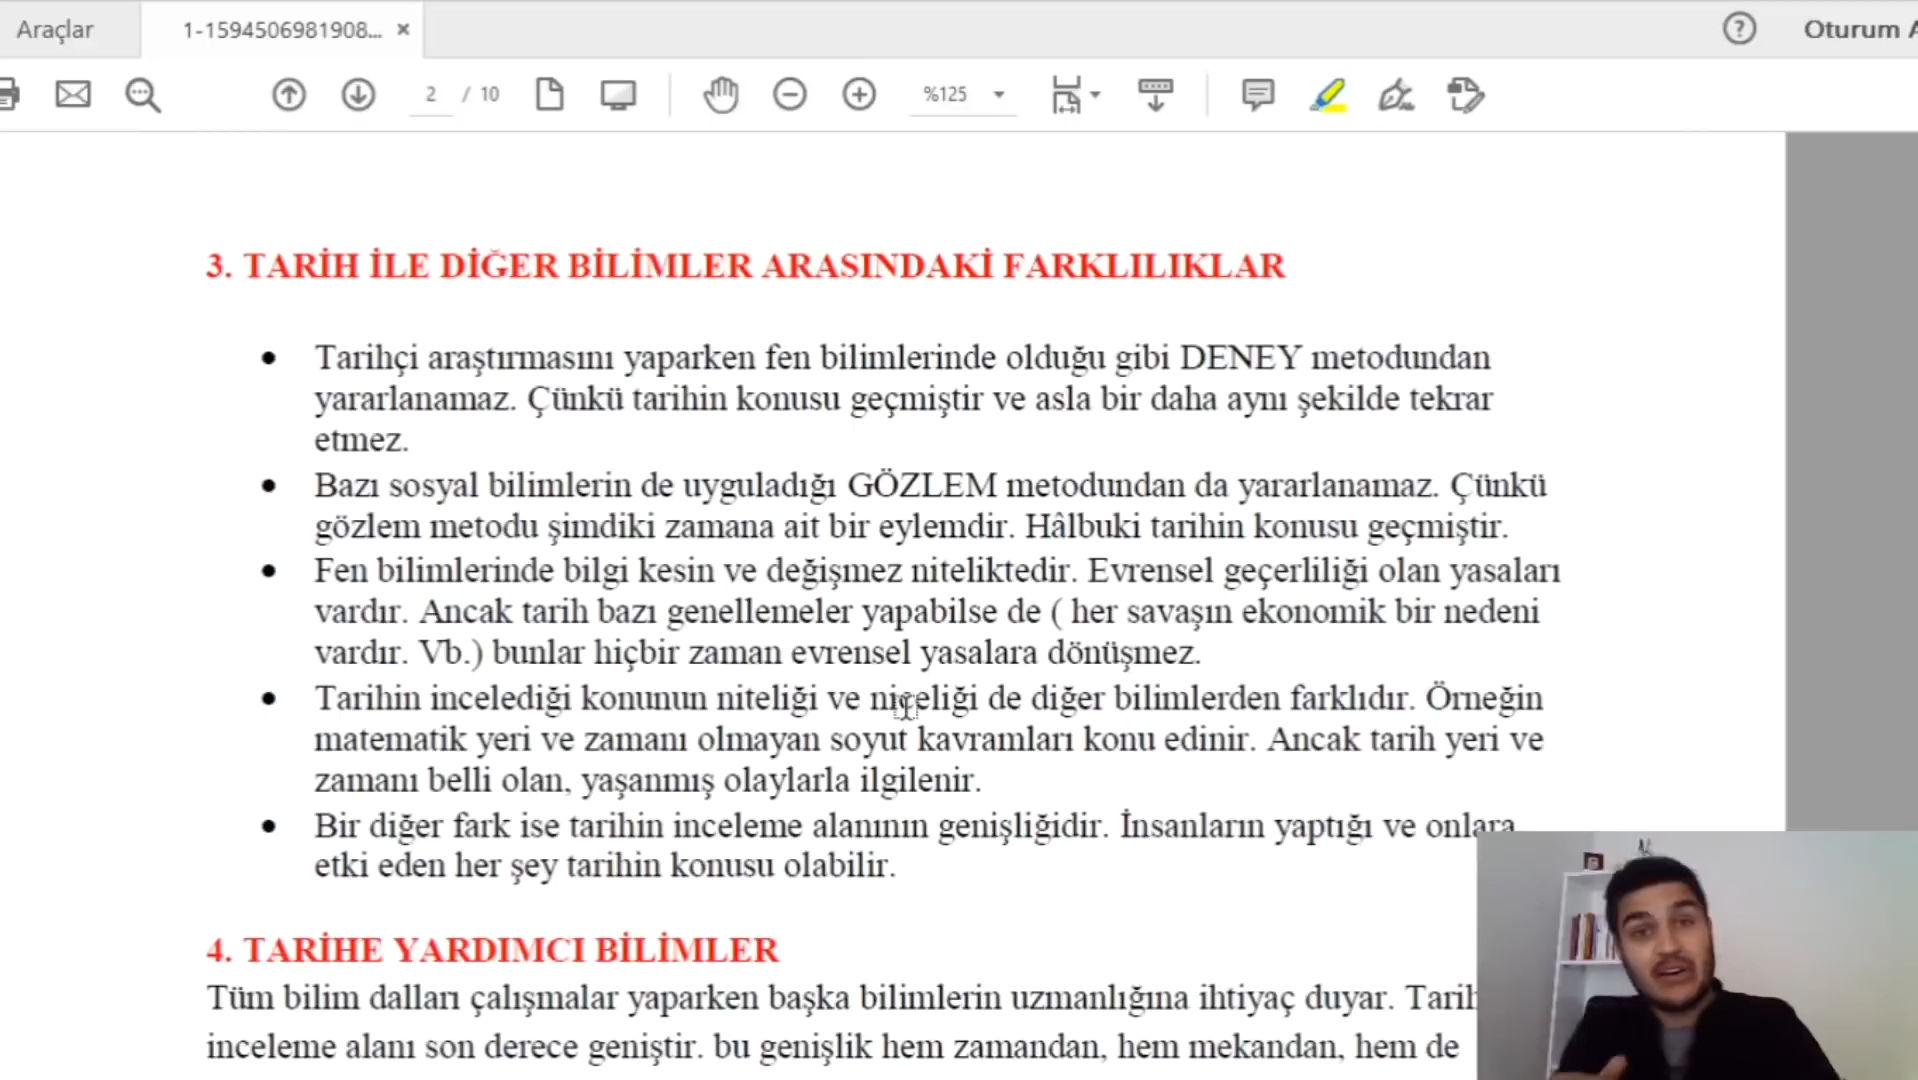 Araçlar
1-1594506981908...
Oturum A
2 / 10
%125
3. TARİH İLE DİĞER BİLİMLER ARASINDAKİ FARKLILIKLAR
• Tarihçi araştırmasını yaparken fen bilimlerinde olduğu gibi DENEY metodundan
yararlanamaz. Çünkü tarihin konusu geçmiştir ve asla bir daha aynı şekilde tekrar
etmez.
• Bazı sosyal bilimlerin de uyguladığı GÖZLEM metodundan da yararlanamaz. Çünkü
gözlem metodu şimdiki zamana ait bir eylemdir. Hâlbuki tarihin konusu geçmiştir.
• Fen bilimlerinde bilgi kesin ve değişmez niteliktedir. Evrensel geçerliliği olan yasaları
vardır. Ancak tarih bazı genellemeler yapabilse de ( her savaşın ekonomik bir nedeni
vardır. Vb.) bunlar hiçbir zaman evrensel yasalara dönüşmez.
• Tarihin incelediği konunun niteliği ve niceliği de diğer bilimlerden farklıdır. Örneğin
matematik yeri ve zamanı olmayan soyut kavramları konu edinir. Ancak tarih yeri ve
zamanı belli olan, yaşanmış olaylarla ilgilenir.
• Bir diğer fark ise tarihin inceleme alanının genişliğidir. İnsanların yaptığı ve onlara
etki eden her şey tarihin konusu olabilir.
4. TARİHE YARDIMCI BİLİMLER
Tüm bilim dalları çalışmalar yaparken başka bilimlerin uzmanlığına ihtiyaç duyar. Tarih
inceleme alanı son derece geniştir. bu genişlik hem zamandan, hem mekandan, hem de